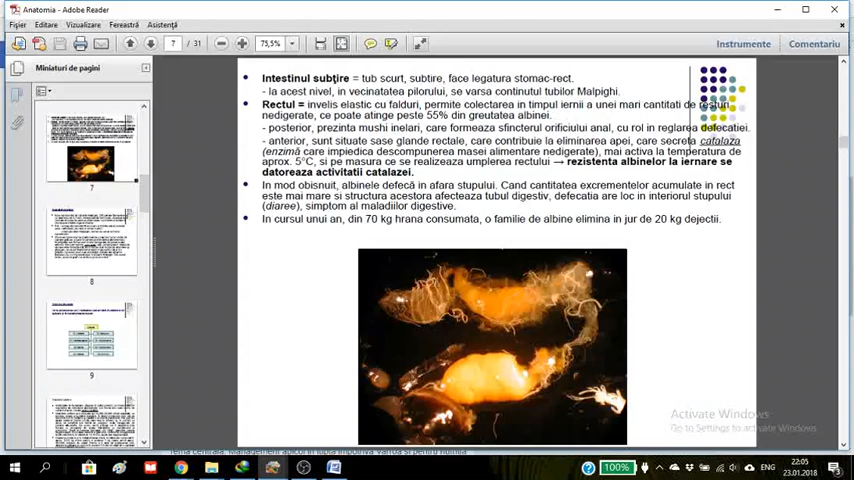 Anatomia - Adobe Reader
Fişier Editare Vizualizare Fereastră Asistenţă
7 / 31 75,5% Instrumente Comentariu
Miniaturi de pagini
7
8
9
Intestinul subţire = tub scurt, subtire, face legatura stomac-rect.
- la acest nivel, in vecinatatea pilorului, se varsa continutul tubilor Malpighi.
Rectul = invelis elastic cu falduri, permite colectarea in timpul iernii a unei mari cantitati de resturi
nedigerate, ce poate atinge peste 55% din greutatea albinei.
- posterior, prezinta mushi inelari, care formeaza sfincterul orificiului anal, cu rol in reglarea defecatiei.
- anterior, sunt situate sase glande rectale, care contribuie la eliminarea apei, care secreta catalaza
(enzimă care impiedica descompunerea masei alimentare nedigerate), mai activa la temperatura de
aprox. 5°C, si pe masura ce se realizeaza umplerea rectului → rezistenta albinelor la iernare se
datoreaza activitatii catalazei.
In mod obisnuit, albinele defecă in afara stupului. Cand cantitatea excrementelor acumulate in rect
este mai mare si structura acestora afecteaza tubul digestiv, defecatia are loc in interiorul stupului
(diaree), simptom al maladiilor digestive.
In cursul unui an, din 70 kg hrana consumata, o familie de albine elimina in jur de 20 kg dejectii.
Activate Windows
Go to Settings to activate Windows.
100% ENG 22:05
23.01.2018